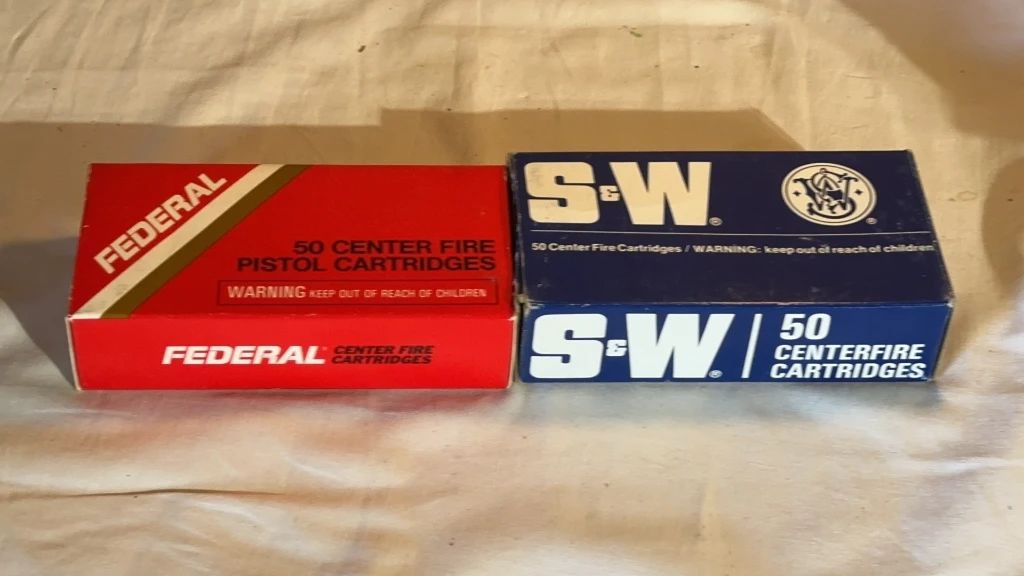 FEDERAL
50 CENTER FIRE
PISTOL CARTRIDGES
WARNING KEEP OUT OF REACH OF CHILDREN
FEDERAL CENTER FIRE
CARTRIDGES
S&W®
50 Center Fire Cartridges / WARNING: keep out of reach of children
S&W®
50
CENTERFIRE
CARTRIDGES